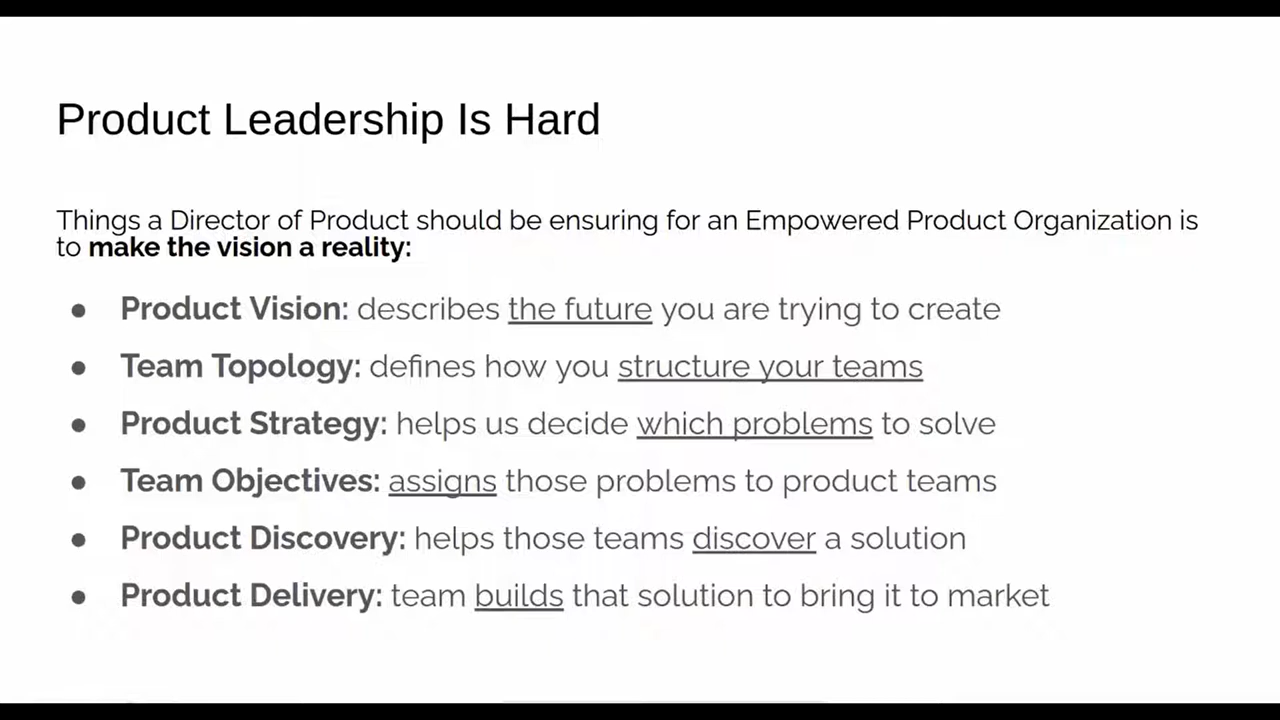 Product Leadership Is Hard
Things a Director of Product should be ensuring for an Empowered Product Organization is
to make the vision a reality:
● Product Vision: describes the future you are trying to create
● Team Topology: defines how you structure your teams
● Product Strategy: helps us decide which problems to solve
● Team Objectives: assigns those problems to product teams
● Product Discovery: helps those teams discover a solution
● Product Delivery: team builds that solution to bring it to market